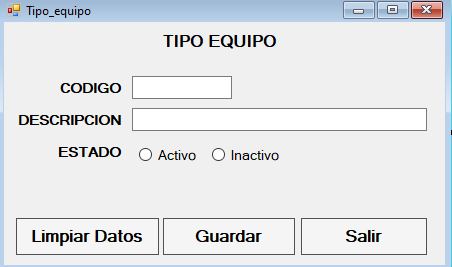 Tipo_equipo
TIPO EQUIPO
CODIGO
DESCRIPCION
ESTADO Activo Inactivo
Limpiar Datos Guardar Salir